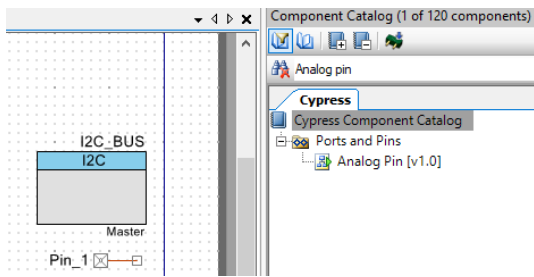 Component Catalog (1 of 120 components)
Analog pin
Cypress
Cypress Component Catalog
Ports and Pins
Analog Pin [v1.0]
I2C_BUS
I2C
Master
Pin_1